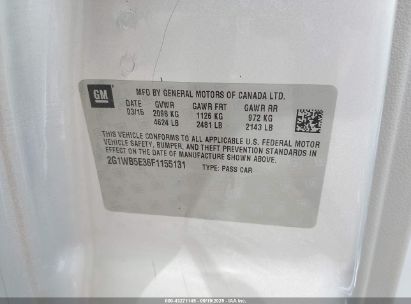 GM
MFD BY GENERAL MOTORS OF CANADA LTD.
DATE GVWR GAWR FRT GAWR RR
03/15 2098 KG 1126 KG 972 KG
4624 LB 2481 LB 2143 LB
THIS VEHICLE CONFORMS TO ALL APPLICABLE U.S. FEDERAL MOTOR
VEHICLE SAFETY, BUMPER, AND THEFT PREVENTION STANDARDS IN
EFFECT ON THE DATE OF MANUFACTURE SHOWN ABOVE.
2G1WB5E36F1155131 TYPE: PASS CAR